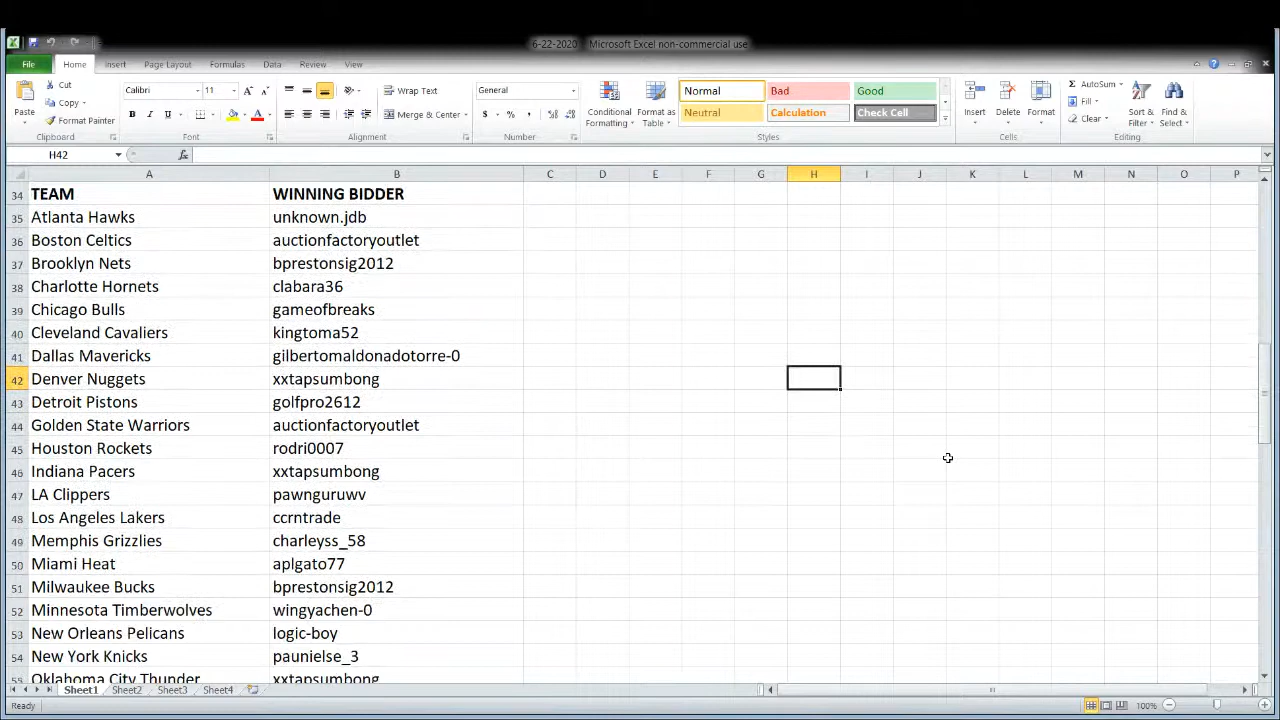 6-22-2020 - Microsoft Excel non-commercial use
File Home Insert Page Layout Formulas Data Review View
Paste Cut Copy Format Painter Clipboard
Calibri 11 A A B I U A Font
Wrap Text Merge & Center Alignment
General $ % , Number
Conditional Formatting Format as Table Normal Bad Good Neutral Calculation Check Cell Styles
Insert Delete Format Cells
Σ AutoSum Fill Clear Sort & Filter Find & Select Editing
H42 fx
A B C D E F G H I J K L M N O P
34 TEAM WINNING BIDDER
35 Atlanta Hawks unknown.jdb
36 Boston Celtics auctionfactoryoutlet
37 Brooklyn Nets bprestonsig2012
38 Charlotte Hornets clabara36
39 Chicago Bulls gameofbreaks
40 Cleveland Cavaliers kingtoma52
41 Dallas Mavericks gilbertomaldonadotorre-0
42 Denver Nuggets xxtapsumbong
43 Detroit Pistons golfpro2612
44 Golden State Warriors auctionfactoryoutlet
45 Houston Rockets rodri0007
46 Indiana Pacers xxtapsumbong
47 LA Clippers pawnguruwv
48 Los Angeles Lakers ccrntrade
49 Memphis Grizzlies charleyss_58
50 Miami Heat aplgato77
51 Milwaukee Bucks bprestonsig2012
52 Minnesota Timberwolves wingyachen-0
53 New Orleans Pelicans logic-boy
54 New York Knicks paunielse_3
55 Oklahoma City Thunder xxtapsumbong
Sheet1 Sheet2 Sheet3 Sheet4
Ready 100%